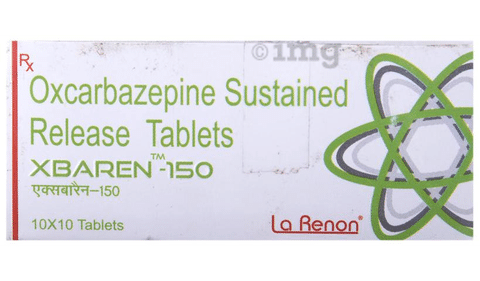 ©1mg
Rx
Oxcarbazepine Sustained
Release Tablets
XBAREN™-150
एक्सबारैन-150
10X10 Tablets
La Renon®